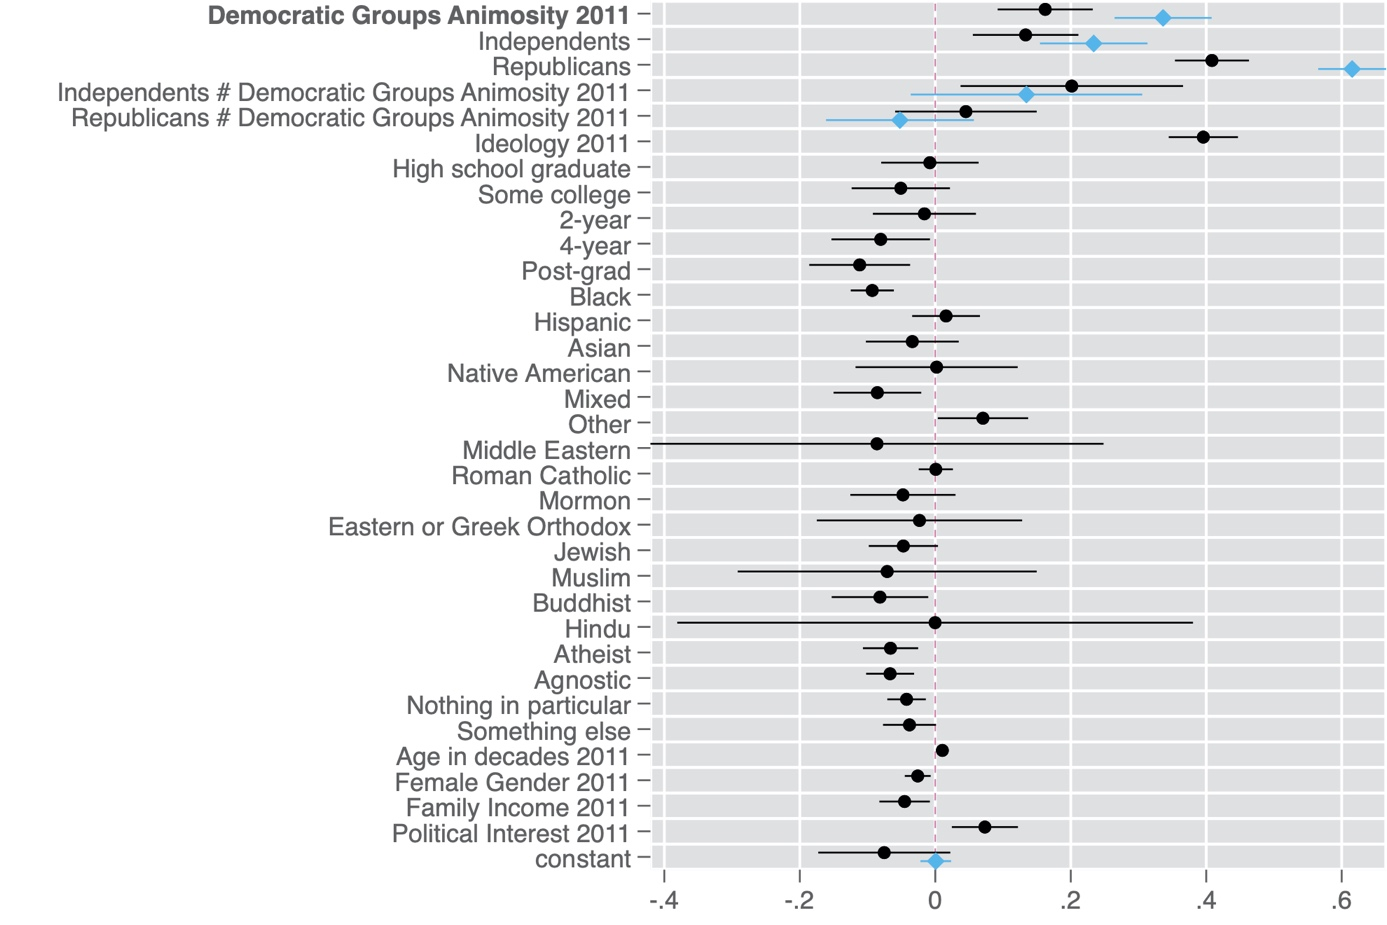 Democratic Groups Animosity 2011
Independents
Republicans
Independents # Democratic Groups Animosity 2011
Republicans # Democratic Groups Animosity 2011
Ideology 2011
High school graduate
Some college
2-year
4-year
Post-grad
Black
Hispanic
Asian
Native American
Mixed
Other
Middle Eastern
Roman Catholic
Mormon
Eastern or Greek Orthodox
Jewish
Muslim
Buddhist
Hindu
Atheist
Agnostic
Nothing in particular
Something else
Age in decades 2011
Female Gender 2011
Family Income 2011
Political Interest 2011
constant
-.4 -.2 0 .2 .4 .6